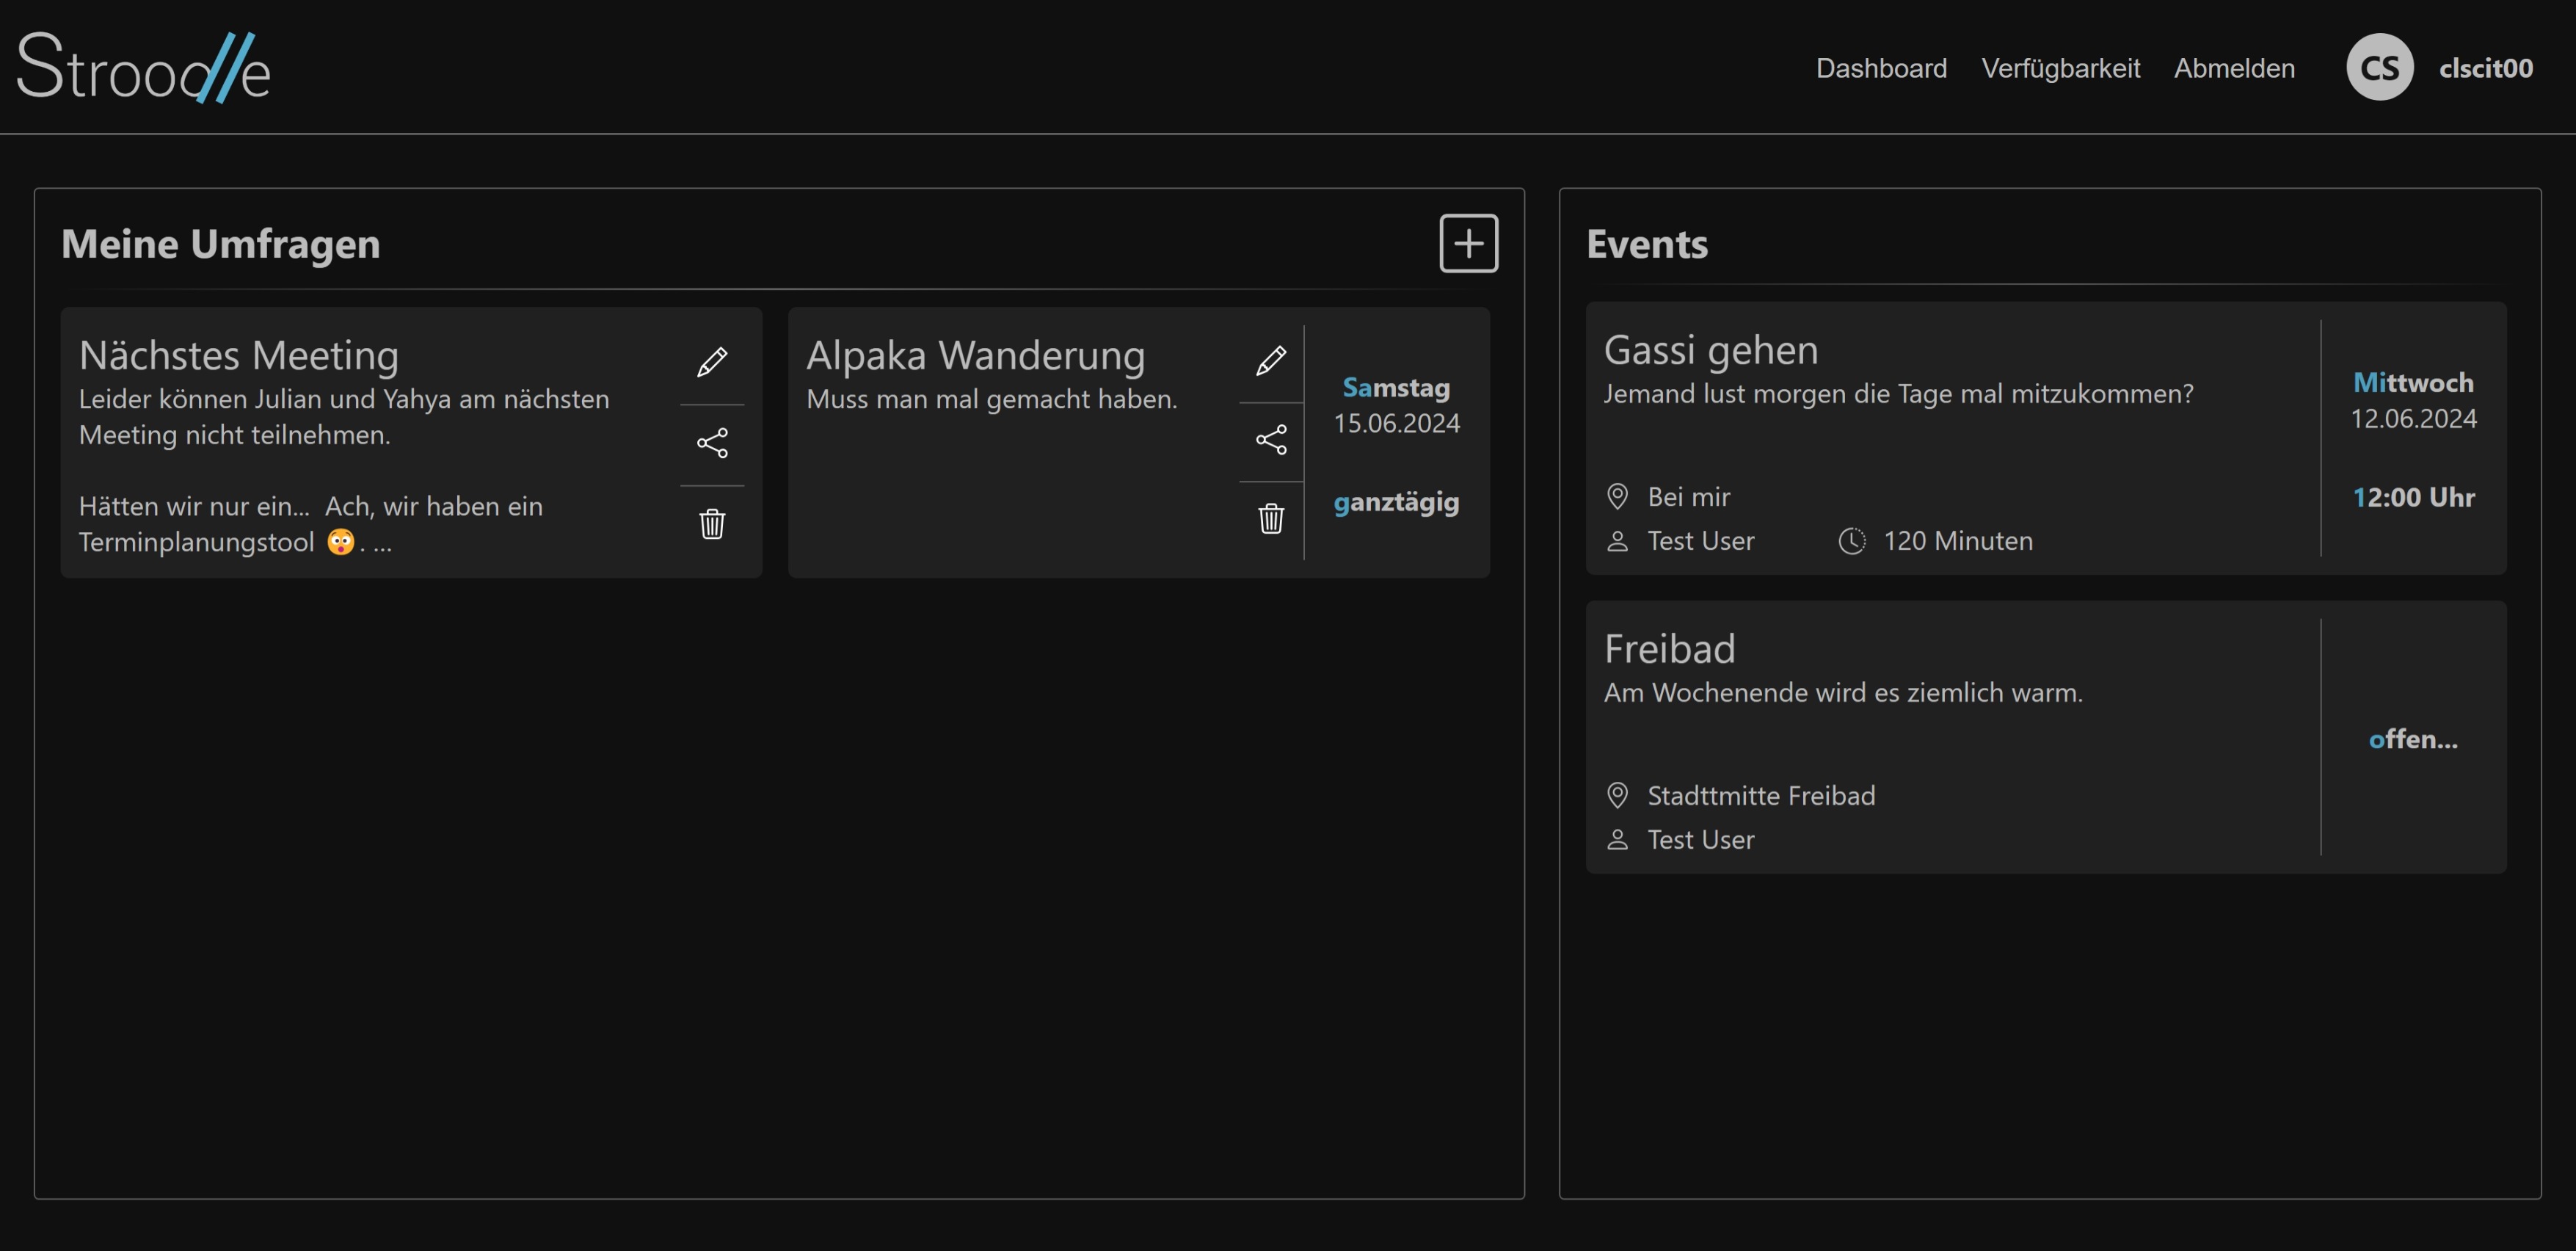 Stroodle
Dashboard Verfügbarkeit Abmelden CS clscit00
Meine Umfragen
Nächstes Meeting
Leider können Julian und Yahya am nächsten
Meeting nicht teilnehmen.
Hätten wir nur ein... Ach, wir haben ein
Terminplanungstool 😲. ...
Alpaka Wanderung
Muss man mal gemacht haben.
Samstag
15.06.2024
ganztägig
Events
Gassi gehen
Jemand lust morgen die Tage mal mitzukommen?
Bei mir
Test User 120 Minuten
Mittwoch
12.06.2024
12:00 Uhr
Freibad
Am Wochenende wird es ziemlich warm.
Stadttmitte Freibad
Test User
offen...